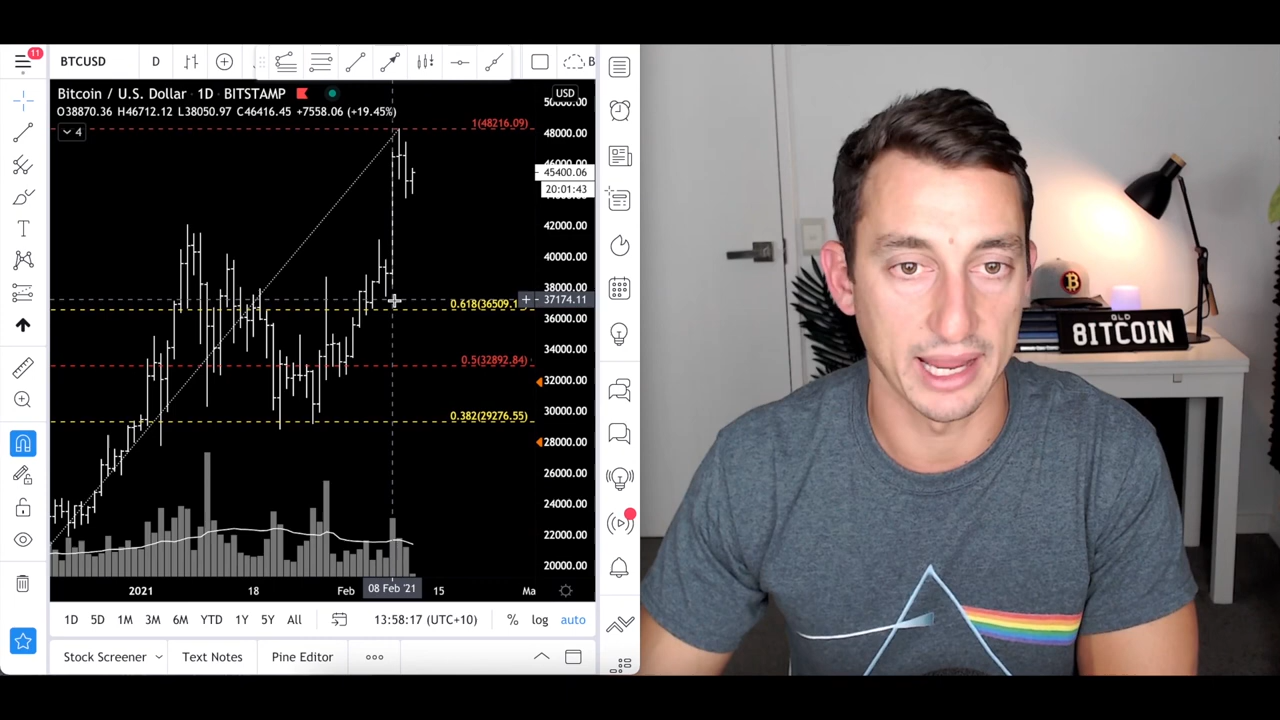 11
BTCUSD
D
B
Bitcoin / U.S. Dollar · 1D · BITSTAMP
USD
O38870.36 H46712.12 L38050.97 C46416.45 +7558.06 (+19.45%)
4
50000.00
1(48216.09)
48000.00
46000.00
45400.06
20:01:43
42000.00
40000.00
38000.00
0.618(36509.1
37174.11
36000.00
34000.00
0.5(32892.84)
32000.00
30000.00
0.382(29276.55)
28000.00
26000.00
24000.00
22000.00
20000.00
2021
18
Feb
08 Feb '21
15
Ma
1D
5D
1M
3M
6M
YTD
1Y
5Y
All
13:58:17 (UTC+10)
%
log
auto
Stock Screener
Text Notes
Pine Editor
QLD
8ITCOIN